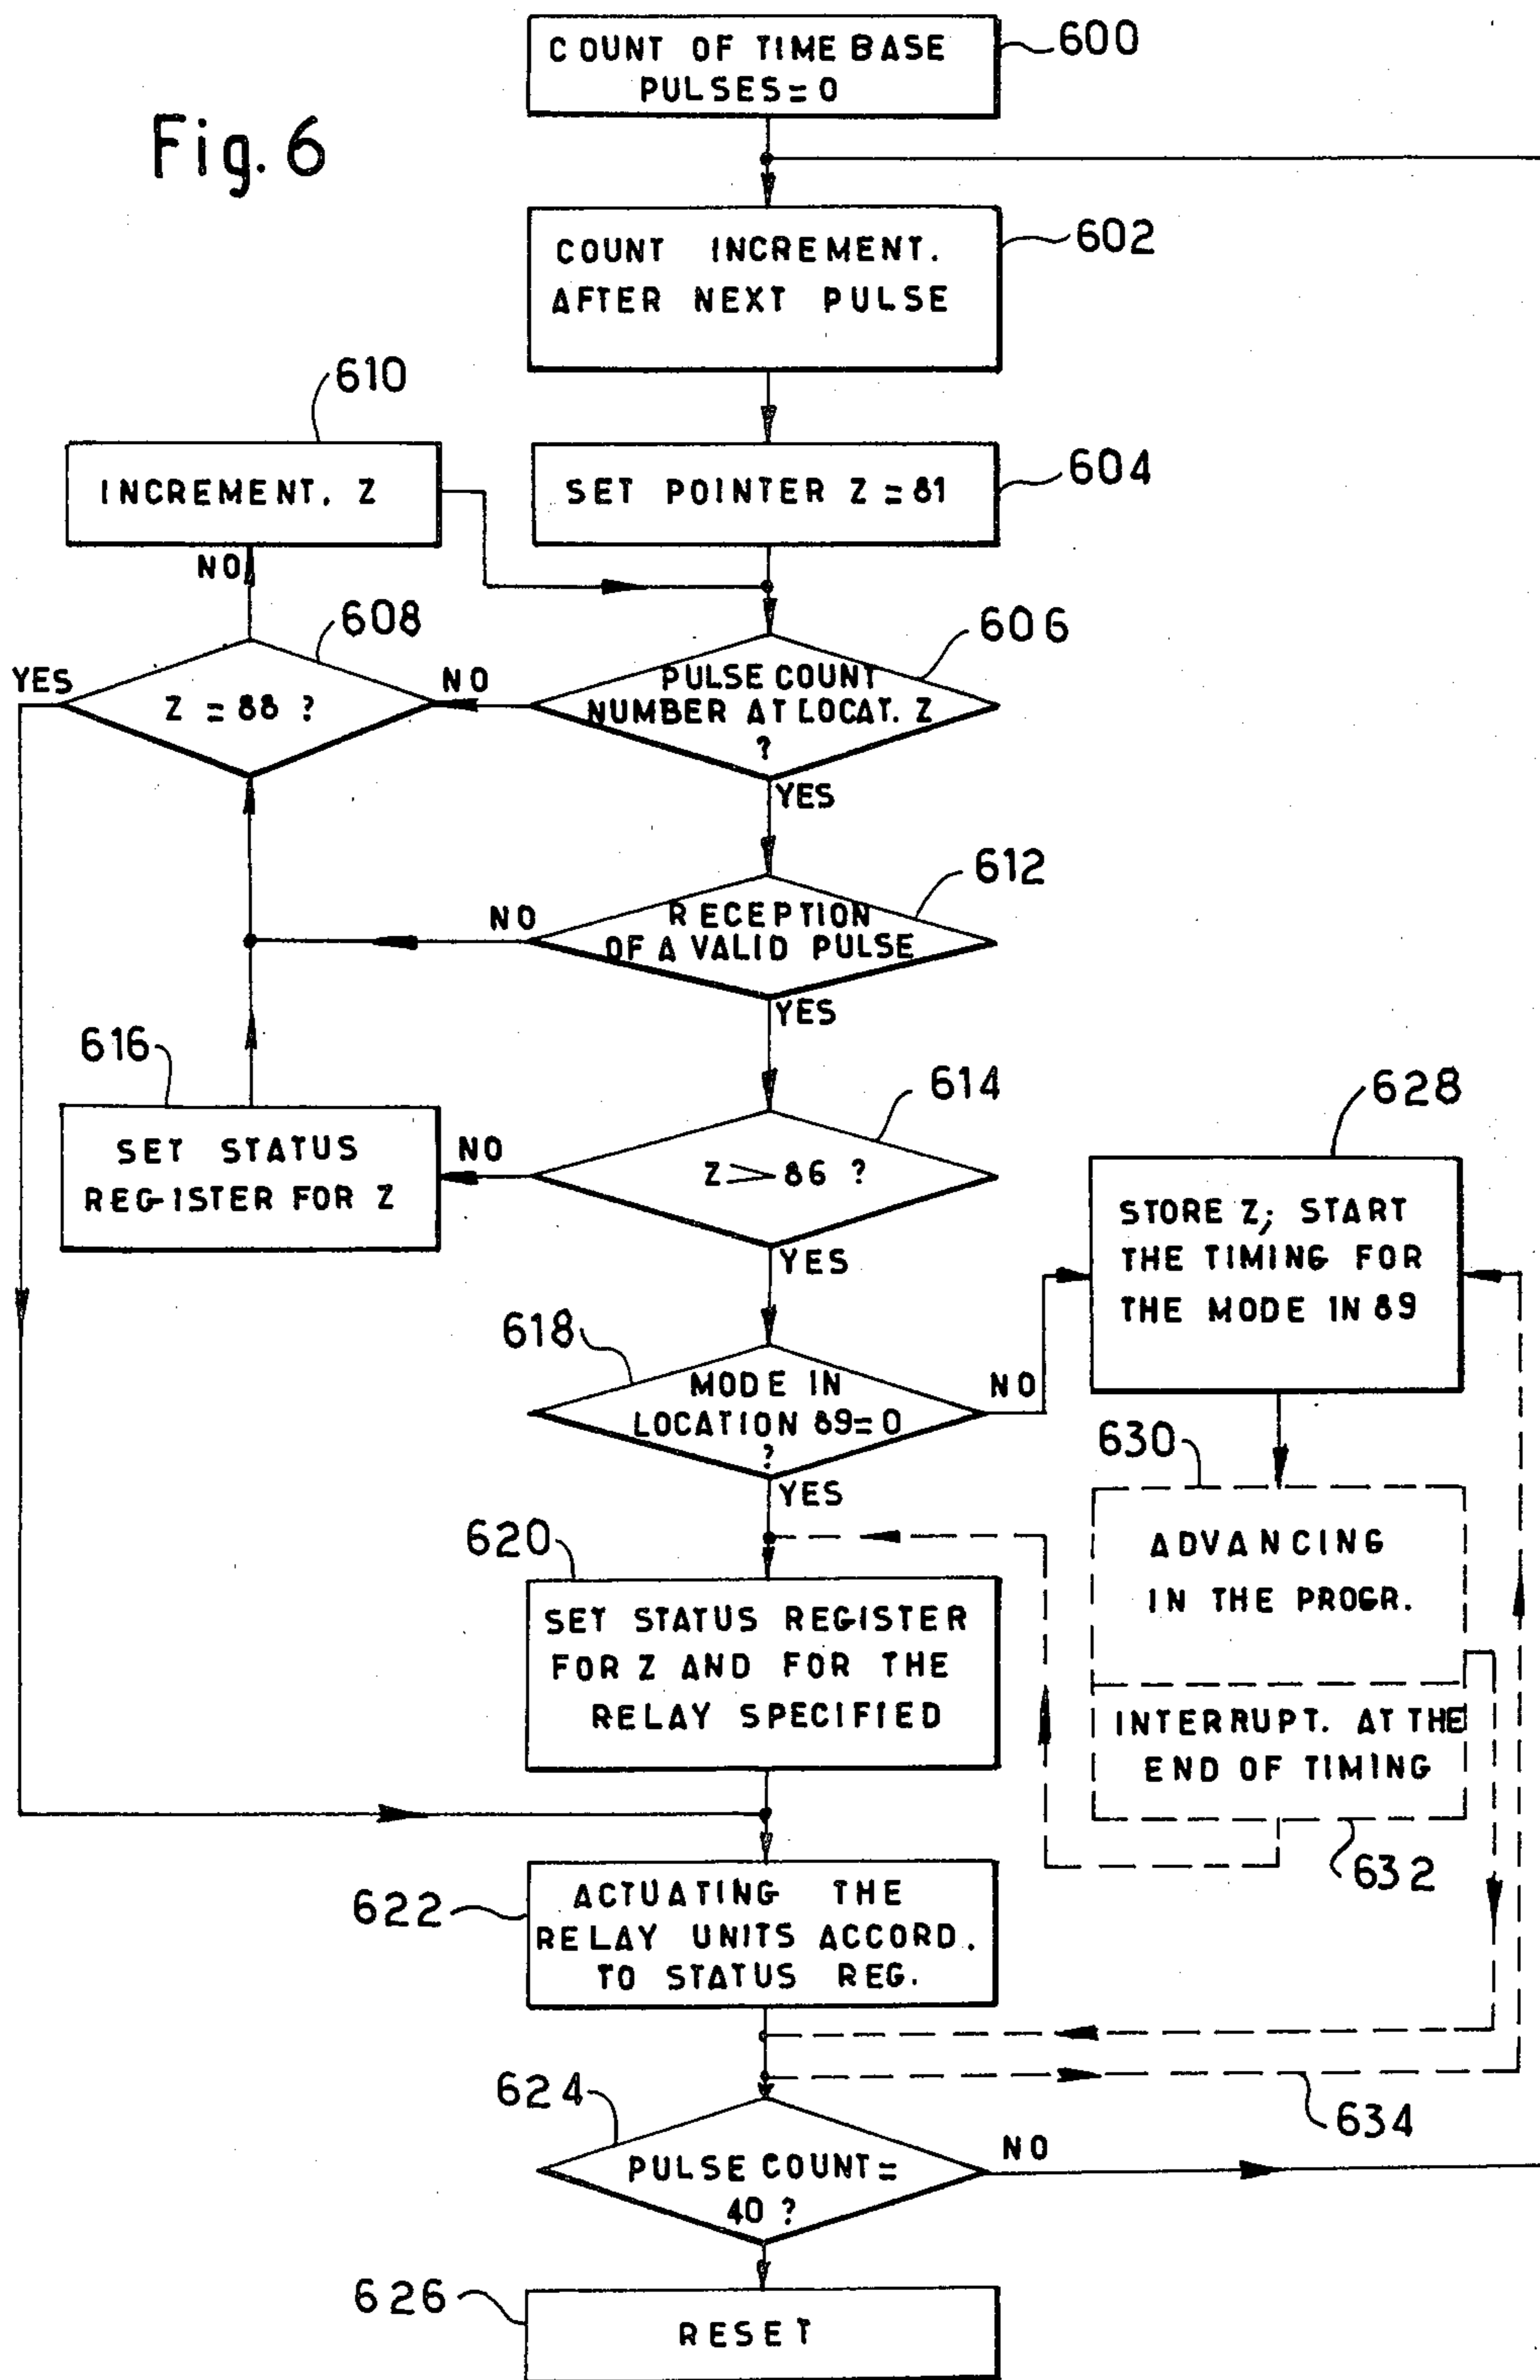 Fig. 6
COUNT OF TIME BASE
PULSES = 0
600
COUNT INCREMENT.
AFTER NEXT PULSE
602
610
INCREMENT. Z
SET POINTER Z = 81
604
NO
608
606
YES
Z = 88 ?
NO
PULSE COUNT
NUMBER AT LOCAT. Z
?
YES
612
NO
RECEPTION
OF A VALID PULSE
YES
616
614
628
SET STATUS
REGISTER FOR Z
NO
Z > 86 ?
YES
STORE Z; START
THE TIMING FOR
THE MODE IN 89
618
MODE IN
LOCATION 89 = 0
?
NO
YES
630
ADVANCING
IN THE PROGR.
620
SET STATUS REGISTER
FOR Z AND FOR THE
RELAY SPECIFIED
INTERRUPT. AT THE
END OF TIMING
632
622
ACTUATING THE
RELAY UNITS ACCORD.
TO STATUS REG.
624
634
PULSE COUNT =
40 ?
NO
626
RESET